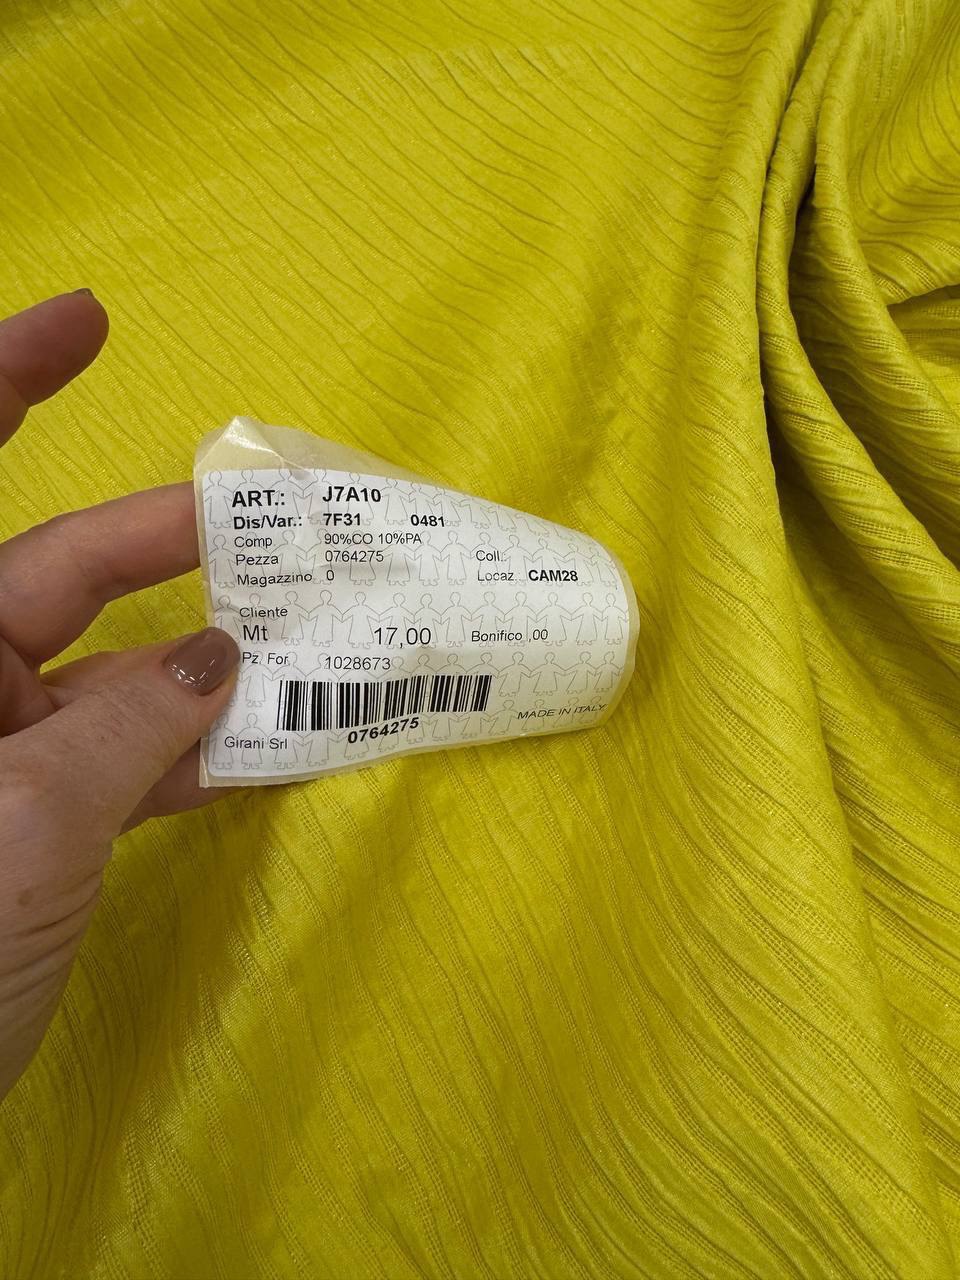 ART.: J7A10
Dis/Var.: 7F31 0481
Comp 90%CO 10%PA
Pezza 0764275 Coll.
Magazzino 0 Locaz. CAM28
Cliente
Mt 17,00 Bonifico ,00
Pz. For. 1028673
0764275
Girani Srl MADE IN ITALY